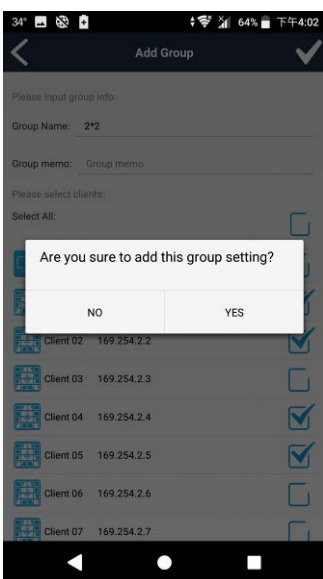 34° 64% 下午4:02
Add Group
Please input group info:
Group Name: 2*2
Group memo: Group memo
Please select clients:
Select All:
Are you sure to add this group setting?
NO YES
Client 02 169.254.2.2
Client 03 169.254.2.3
Client 04 169.254.2.4
Client 05 169.254.2.5
Client 06 169.254.2.6
Client 07 169.254.2.7